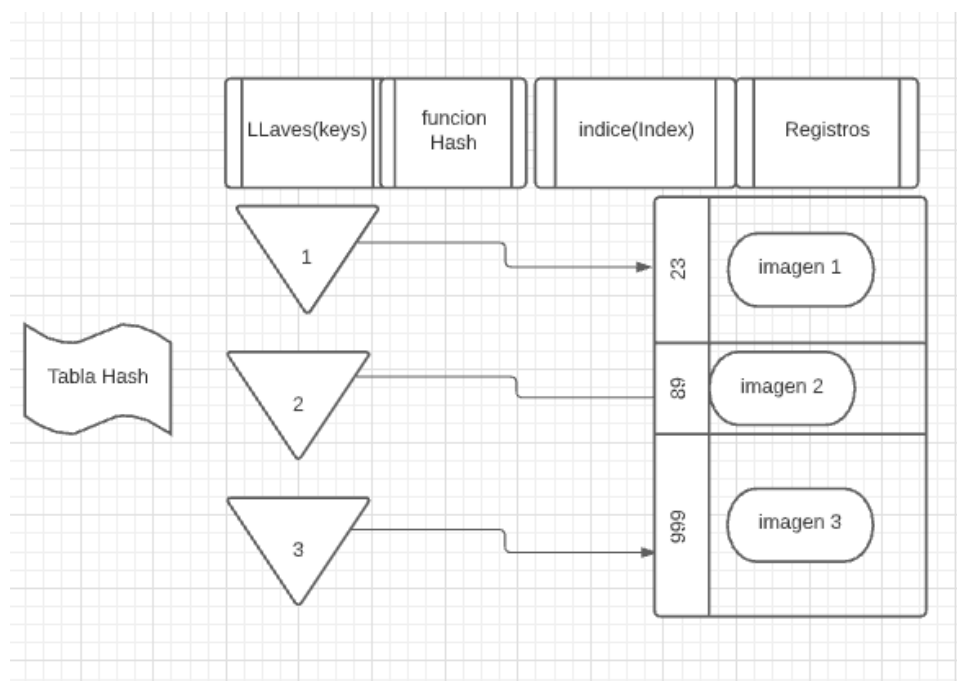 LLaves(keys)
funcion
Hash
indice(Index)
Registros
1
23
imagen 1
Tabla Hash
2
89
imagen 2
3
999
imagen 3